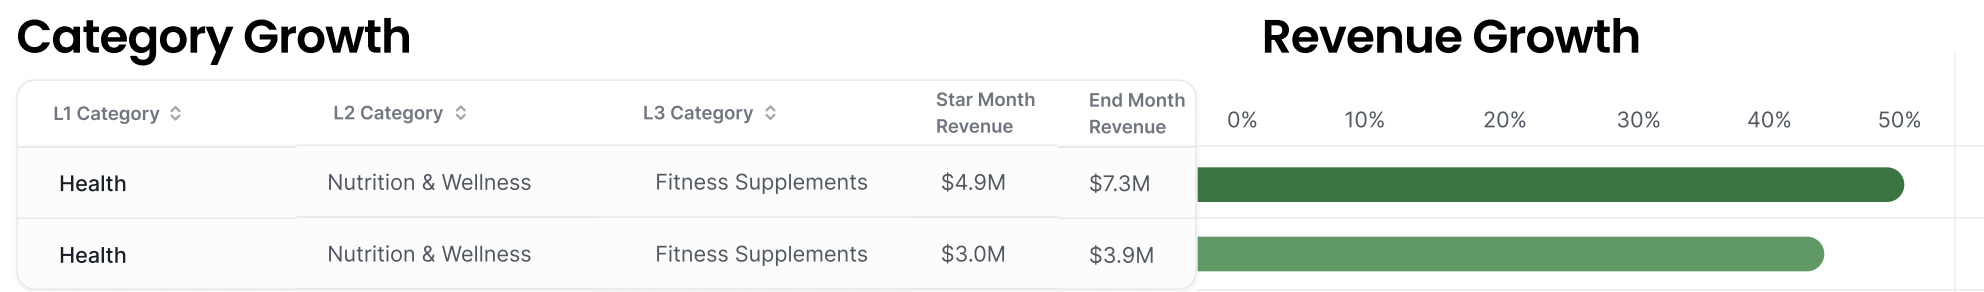 Category Growth
Revenue Growth
L1 Category
L2 Category
L3 Category
Star Month
Revenue
End Month
Revenue
0% 10% 20% 30% 40% 50%
Health Nutrition & Wellness Fitness Supplements $4.9M $7.3M
Health Nutrition & Wellness Fitness Supplements $3.0M $3.9M